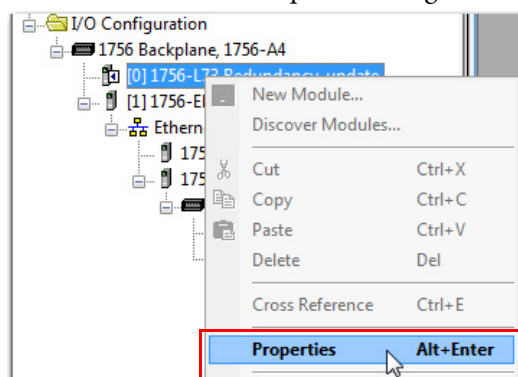 I/O Configuration
1756 Backplane, 1756-A4
[0] 1756-L73 Redundancy_update
[1] 1756-E
New Module...
Discover Modules...
Ethern
175
175
Cut Ctrl+X
Copy Ctrl+C
Paste Ctrl+V
Delete Del
Cross Reference Ctrl+E
Properties Alt+Enter